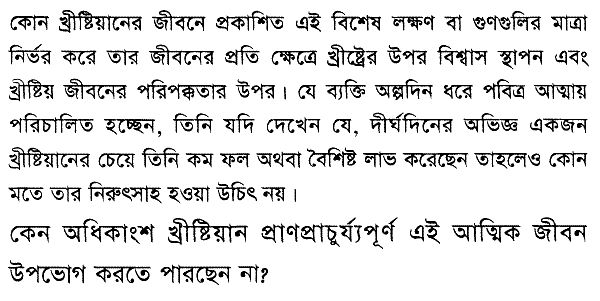 কোন খ্রীষ্টিয়ানের জীবনে প্রকাশিত এই বিশেষ লক্ষণ বা গুণগুলির মাত্রা
নির্ভর করে তার জীবনের প্রতি ক্ষেত্রে খ্রীষ্টের উপর বিশ্বাস স্থাপন এবং
খ্রীষ্টিয় জীবনের পরিপক্কতার উপর। যে ব্যক্তি অল্পদিন ধরে পবিত্র আত্মায়
পরিচালিত হচ্ছেন, তিনি যদি দেখেন যে, দীর্ঘদিনের অভিজ্ঞ একজন
খ্রীষ্টিয়ানের চেয়ে তিনি কম ফল অথবা বৈশিষ্ট লাভ করেছেন তাহলেও কোন
মতে তার নিরুৎসাহ হওয়া উচিৎ নয়।
কেন অধিকাংশ খ্রীষ্টিয়ান প্রাণপ্রাচুর্য্যপূর্ণ এই আত্মিক জীবন
উপভোগ করতে পারছেন না?